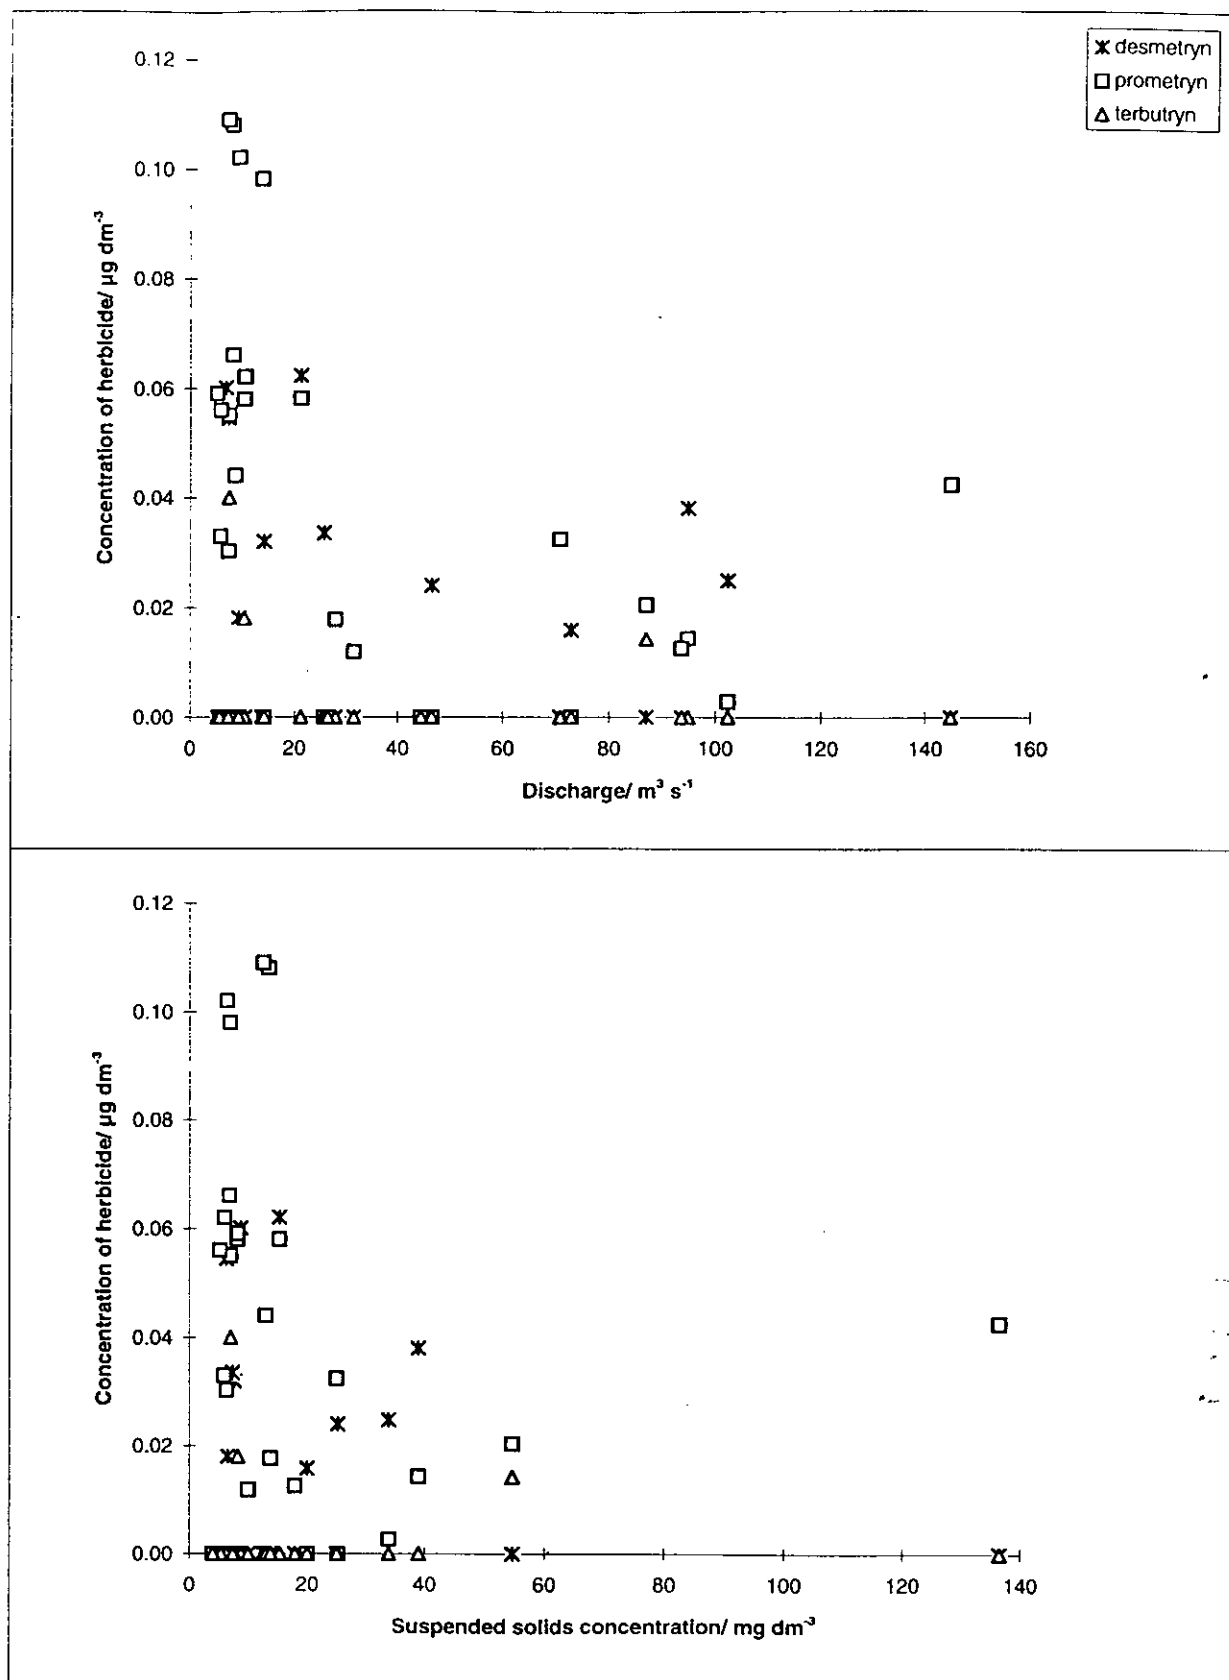 desmetryn
prometryn
terbutryn
0.12
0.10
0.08
0.06
0.04
0.02
0.00
Concentration of herbicide/ µg dm⁻³
0 20 40 60 80 100 120 140 160
Discharge/ m³ s⁻¹
0.12
0.10
0.08
0.06
0.04
0.02
0.00
Concentration of herbicide/ µg dm⁻³
0 20 40 60 80 100 120 140
Suspended solids concentration/ mg dm⁻³